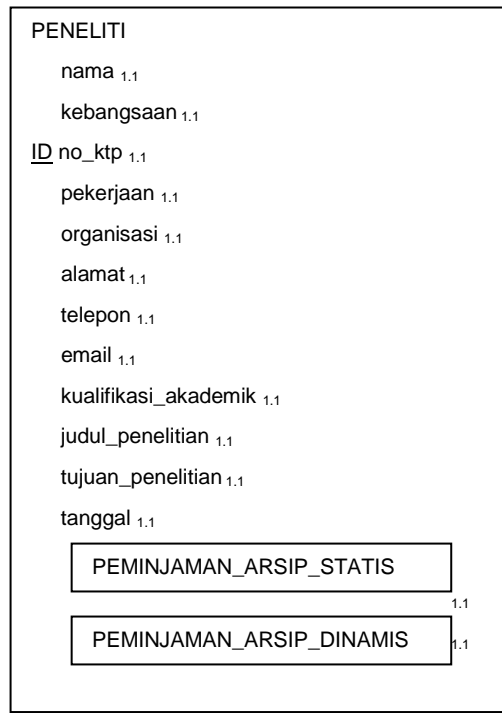 PENELITI
nama 1.1
kebangsaan 1.1
ID no_ktp 1.1
pekerjaan 1.1
organisasi 1.1
alamat 1.1
telepon 1.1
email 1.1
kualifikasi_akademik 1.1
judul_penelitian 1.1
tujuan_penelitian 1.1
tanggal 1.1
PEMINJAMAN_ARSIP_STATIS
1.1
PEMINJAMAN_ARSIP_DINAMIS 1.1